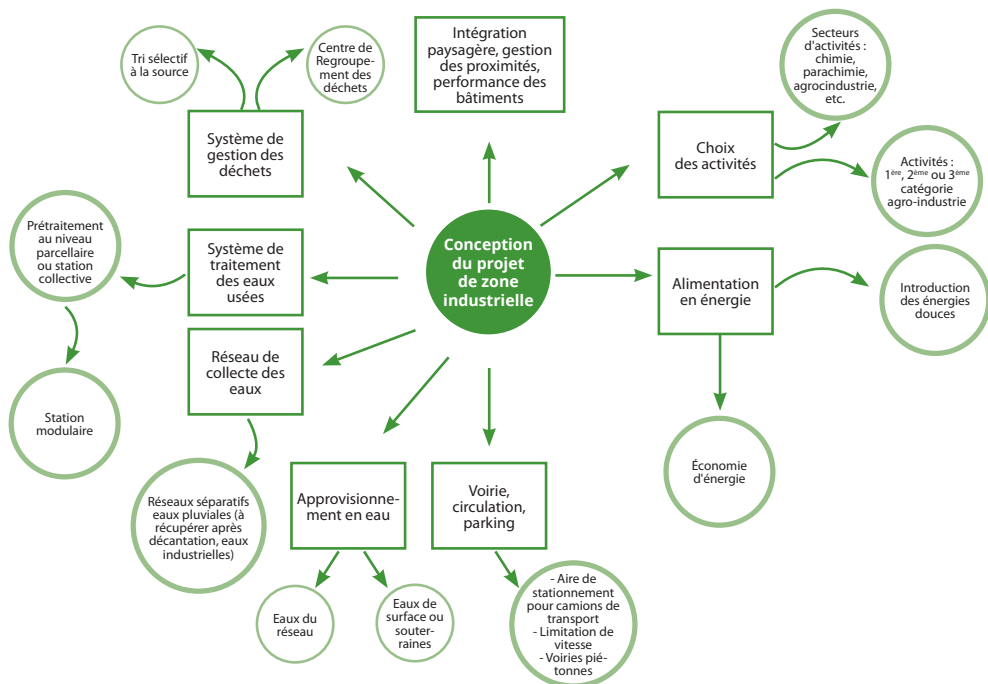 Tri sélectif
à la source
Centre de
Regroupe-
ment des
déchets
Intégration
paysagère, gestion
des proximités,
performance des
bâtiments
Secteurs
d'activités :
chimie,
parachimie,
agrocindustrie,
etc.
Système de
gestion des
déchets
Choix
des activités
Activités :
1ère, 2ème ou 3ème
catégorie
agro-industrie
Prétraitement
au niveau
parcellaire
ou station
collective
Système de
traitement
des eaux
usées
Conception
du projet
de zone
industrielle
Alimentation
en énergie
Introduction
des énergies
douces
Réseau de
collecte des
eaux
Station
modulaire
Économie
d'énergie
Réseaux séparatifs
eaux pluviales (à
récupérer après
décantation, eaux
industrielles)
Approvisionne-
ment en eau
Voirie,
circulation,
parking
Eaux du
réseau
Eaux de
surface ou
souter-
raines
- Aire de
stationnement
pour camions de
transport
- Limitation de
vitesse
- Voiries pié-
tonnes